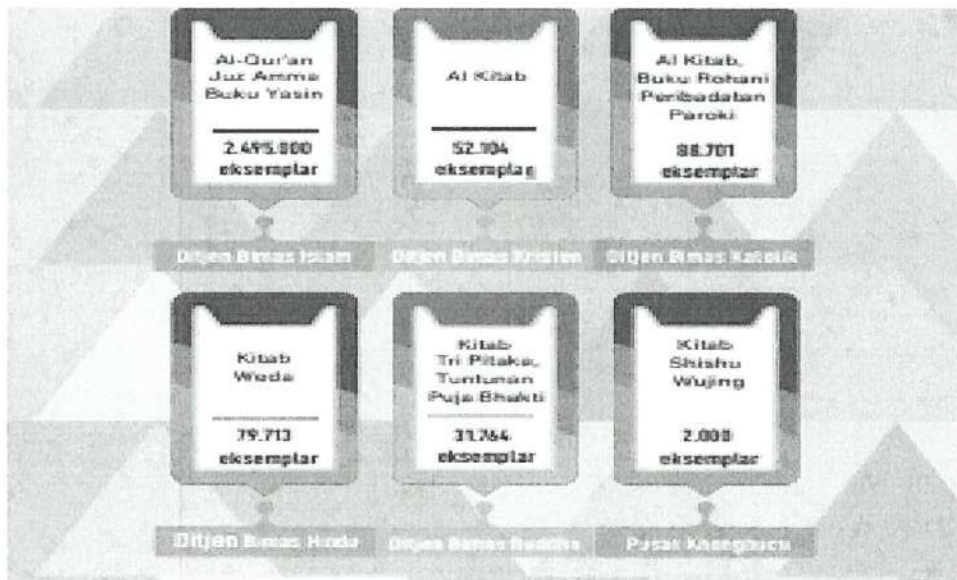 Al-Qur'an
Juz Amma
Buku Yasin
2.495.800
eksemplar
Ditjen Bimas Islam
Al Kitab
52.104
eksemplar
Ditjen Bimas Kristen
Al Kitab,
Buku Rohani
Peribadatan
Paroki
88.701
eksemplar
Ditjen Bimas Katolik
Kitab
Weda
79.713
eksemplar
Ditjen Bimas Hindu
Kitab
Tri Pitaka,
Tuntunan
Puja Bhakti
31.764
eksemplar
Ditjen Bimas Buddha
Kitab
Shishu
Wujing
2.000
eksemplar
Pusat Khonghucu